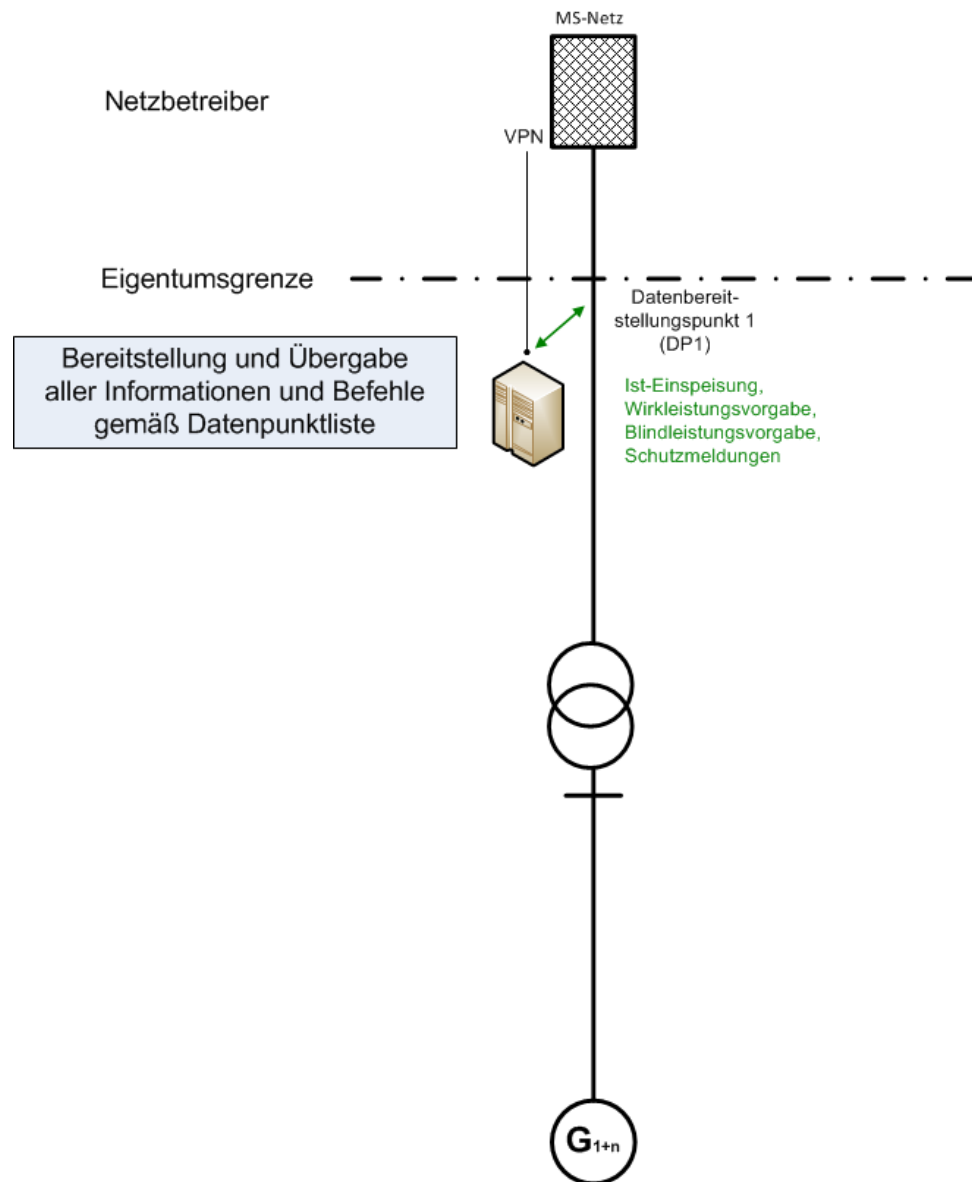 MS-Netz
Netzbetreiber
VPN
Eigentumsgrenze
Datenbereit-
stellungspunkt 1
(DP1)
Bereitstellung und Übergabe
aller Informationen und Befehle
gemäß Datenpunktliste
Ist-Einspeisung,
Wirkleistungsvorgabe,
Blindleistungsvorgabe,
Schutzmeldungen
G1+n